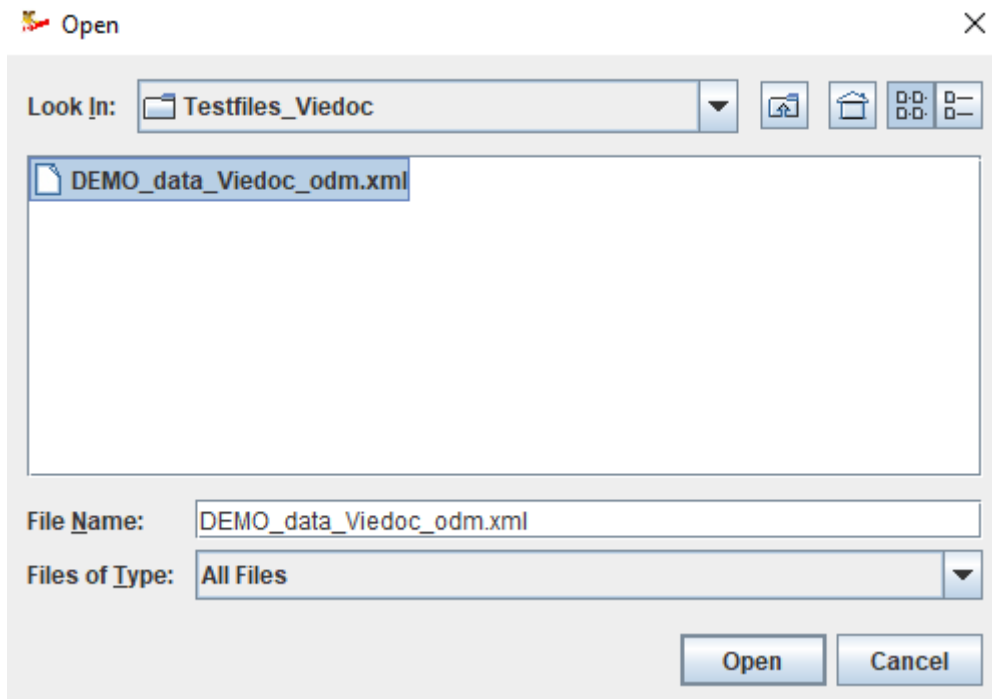 Open
Look In: Testfiles_Viedoc
DEMO_data_Viedoc_odm.xml
File Name: DEMO_data_Viedoc_odm.xml
Files of Type: All Files
Open Cancel